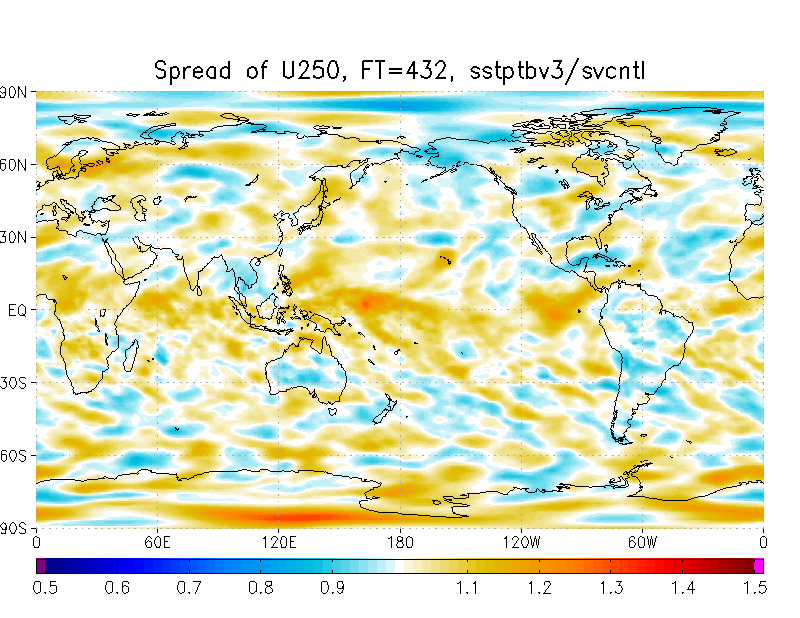 Spread of U250, FT=432, sstptbv3/svcntl
90N
60N
30N
EQ
30S
60S
90S
0 60E 120E 180 120W 60W 0
0.5 0.6 0.7 0.8 0.9 1.1 1.2 1.3 1.4 1.5